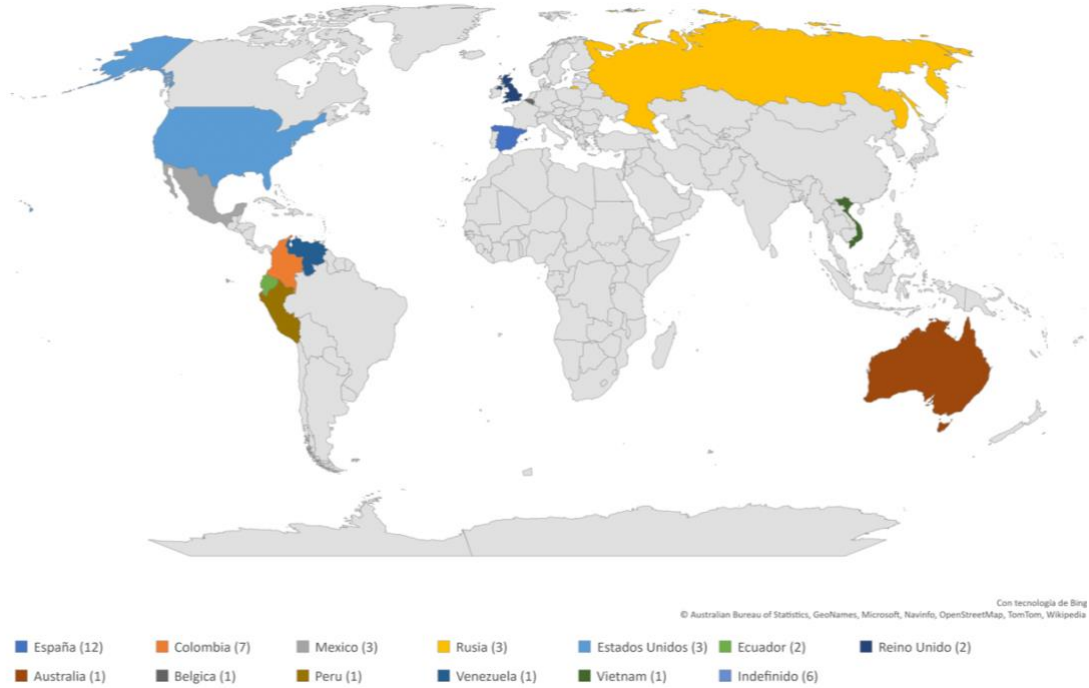 Con tecnología de Bing
© Australian Bureau of Statistics, GeoNames, Microsoft, Navinfo, OpenStreetMap, TomTom, Wikipedia
España (12) Colombia (7) Mexico (3) Rusia (3) Estados Unidos (3) Ecuador (2) Reino Unido (2)
Australia (1) Belgica (1) Peru (1) Venezuela (1) Vietnam (1) Indefinido (6)